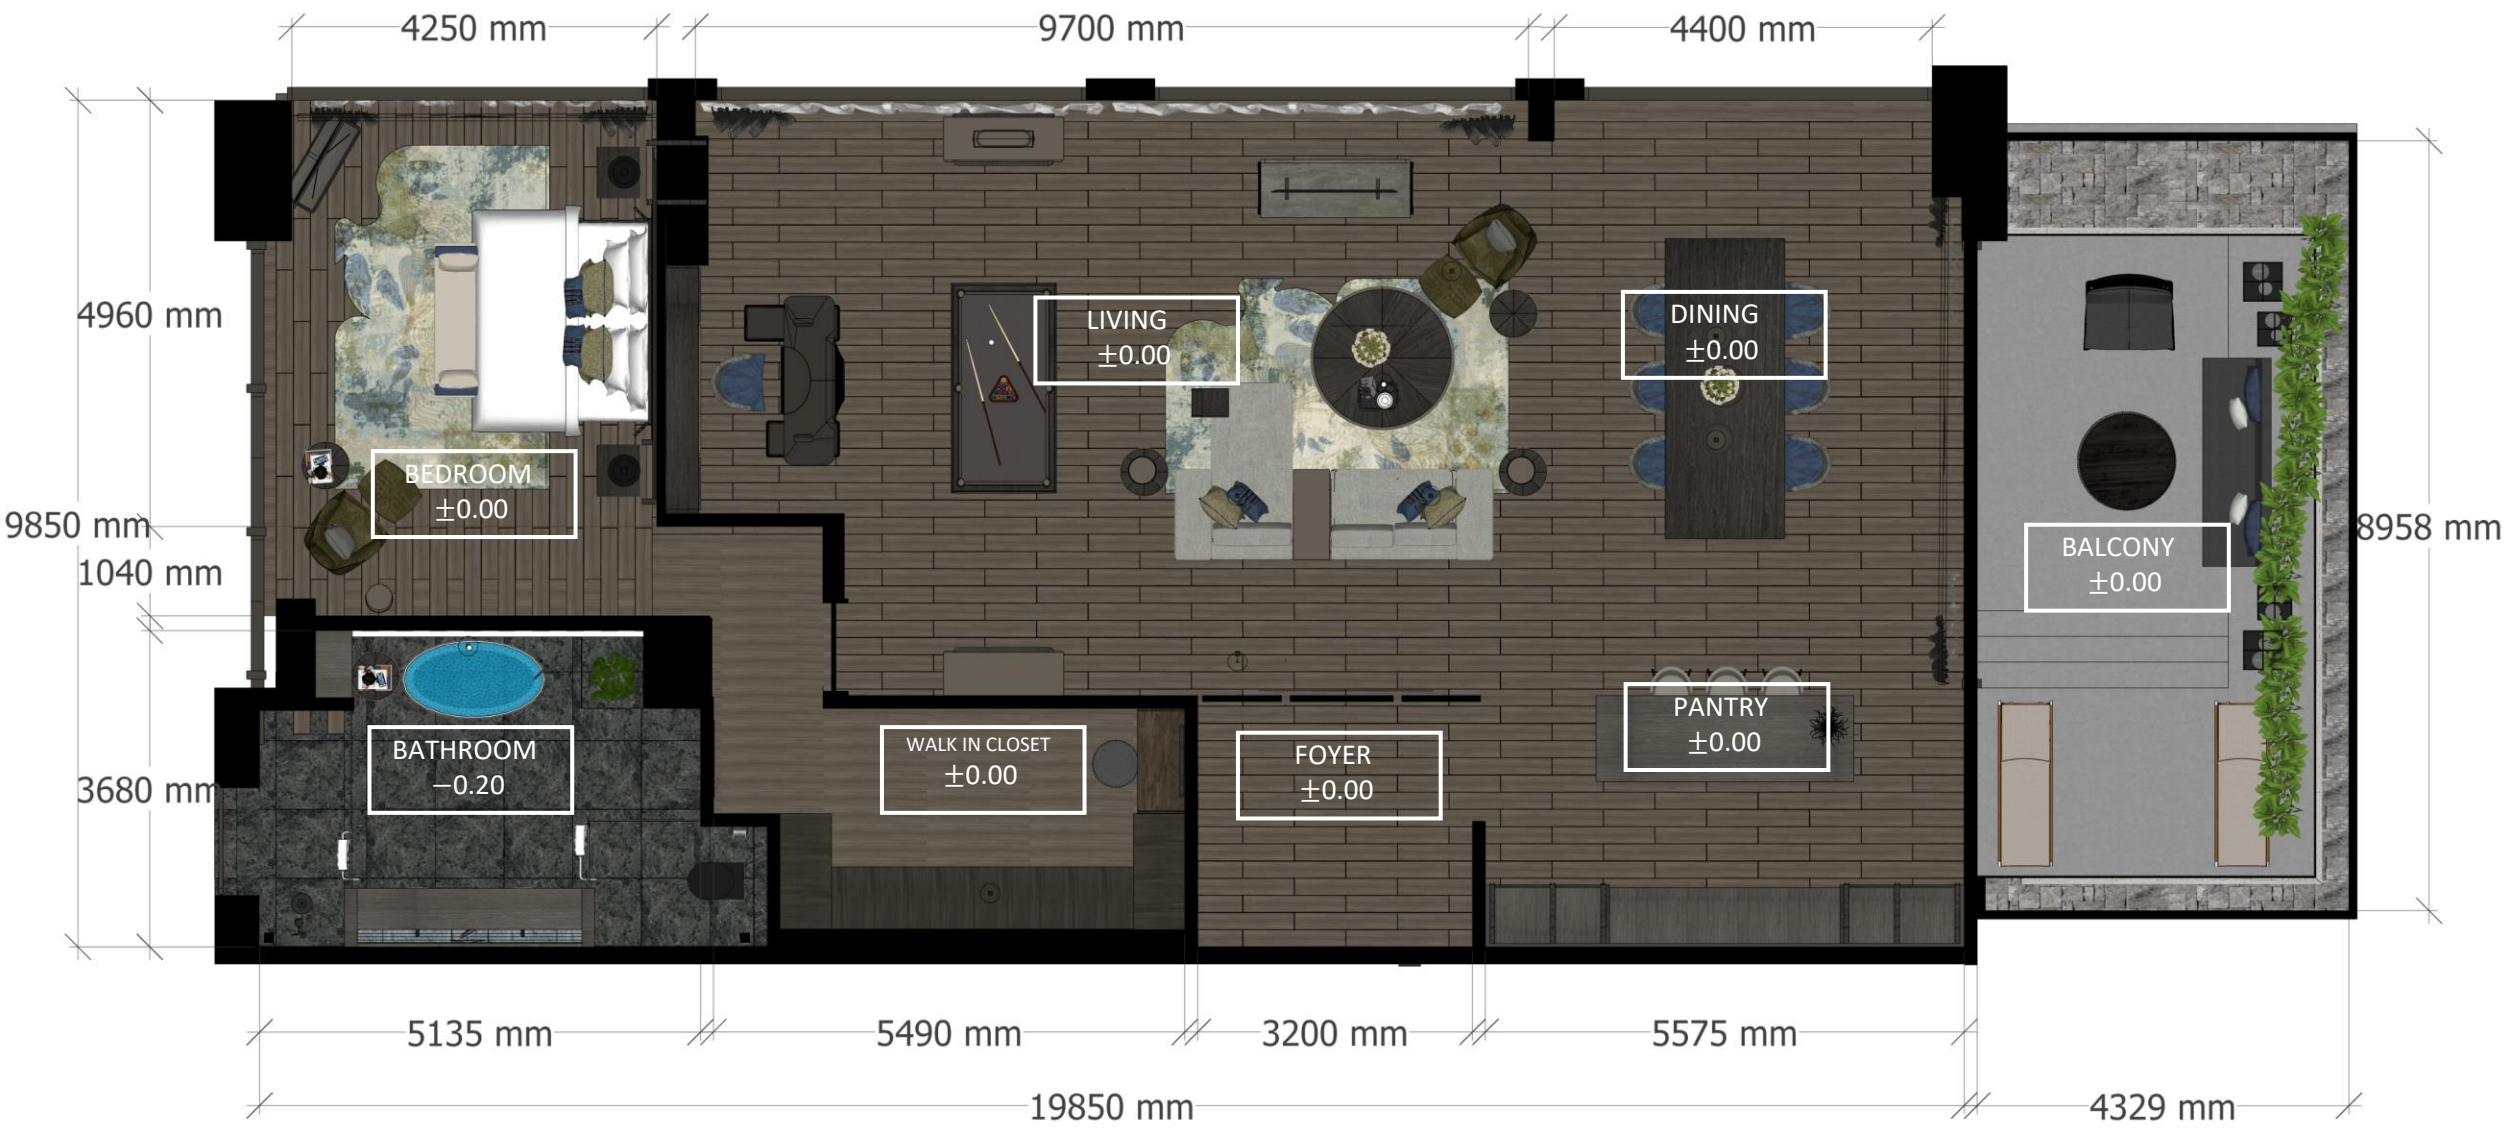 4250 mm
9700 mm
4400 mm
4960 mm
9850 mm
1040 mm
3680 mm
8958 mm
LIVING
±0.00
DINING
±0.00
BEDROOM
±0.00
BALCONY
±0.00
BATHROOM
−0.20
WALK IN CLOSET
±0.00
FOYER
±0.00
PANTRY
±0.00
5135 mm
5490 mm
3200 mm
5575 mm
19850 mm
4329 mm